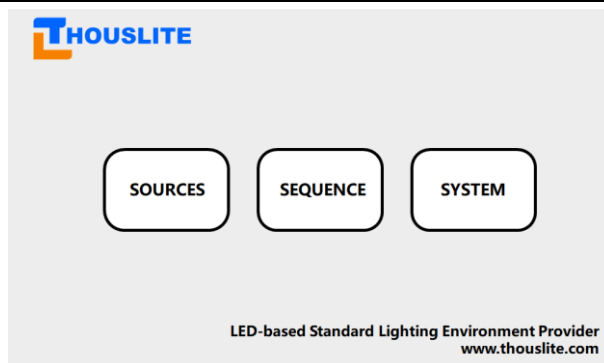 THOUSLITE
SOURCES
SEQUENCE
SYSTEM
LED-based Standard Lighting Environment Provider
www.thouslite.com